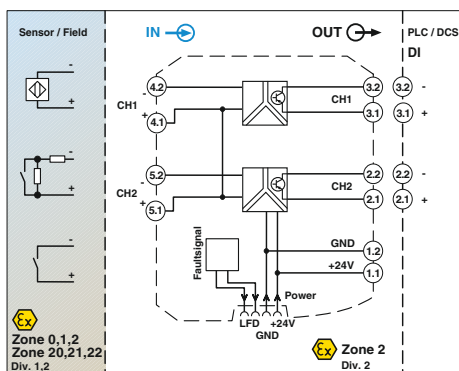 Sensor / Field
IN
OUT
PLC / DCS
DI
-
+
-
+
-
+
4.2
-
CH1
+
4.1
3.2
CH1
3.1
3.2
-
3.1
+
5.2
-
CH2
+
5.1
2.2
CH2
2.1
2.2
-
2.1
+
Faultsignal
GND
1.2
+24V
1.1
Power
LFD
+24V
GND
Ex
Zone 0,1,2
Zone 20,21,22
Div. 1,2
Ex
Zone 2
Div. 2